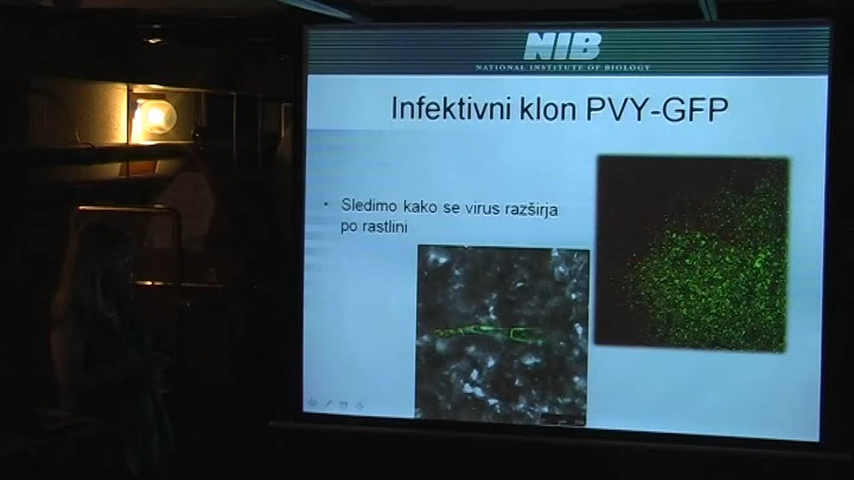 NIB
NATIONAL INSTITUTE OF BIOLOGY
Infektivni klon PVY-GFP
• Sledimo kako se virus razširja
po rastlini